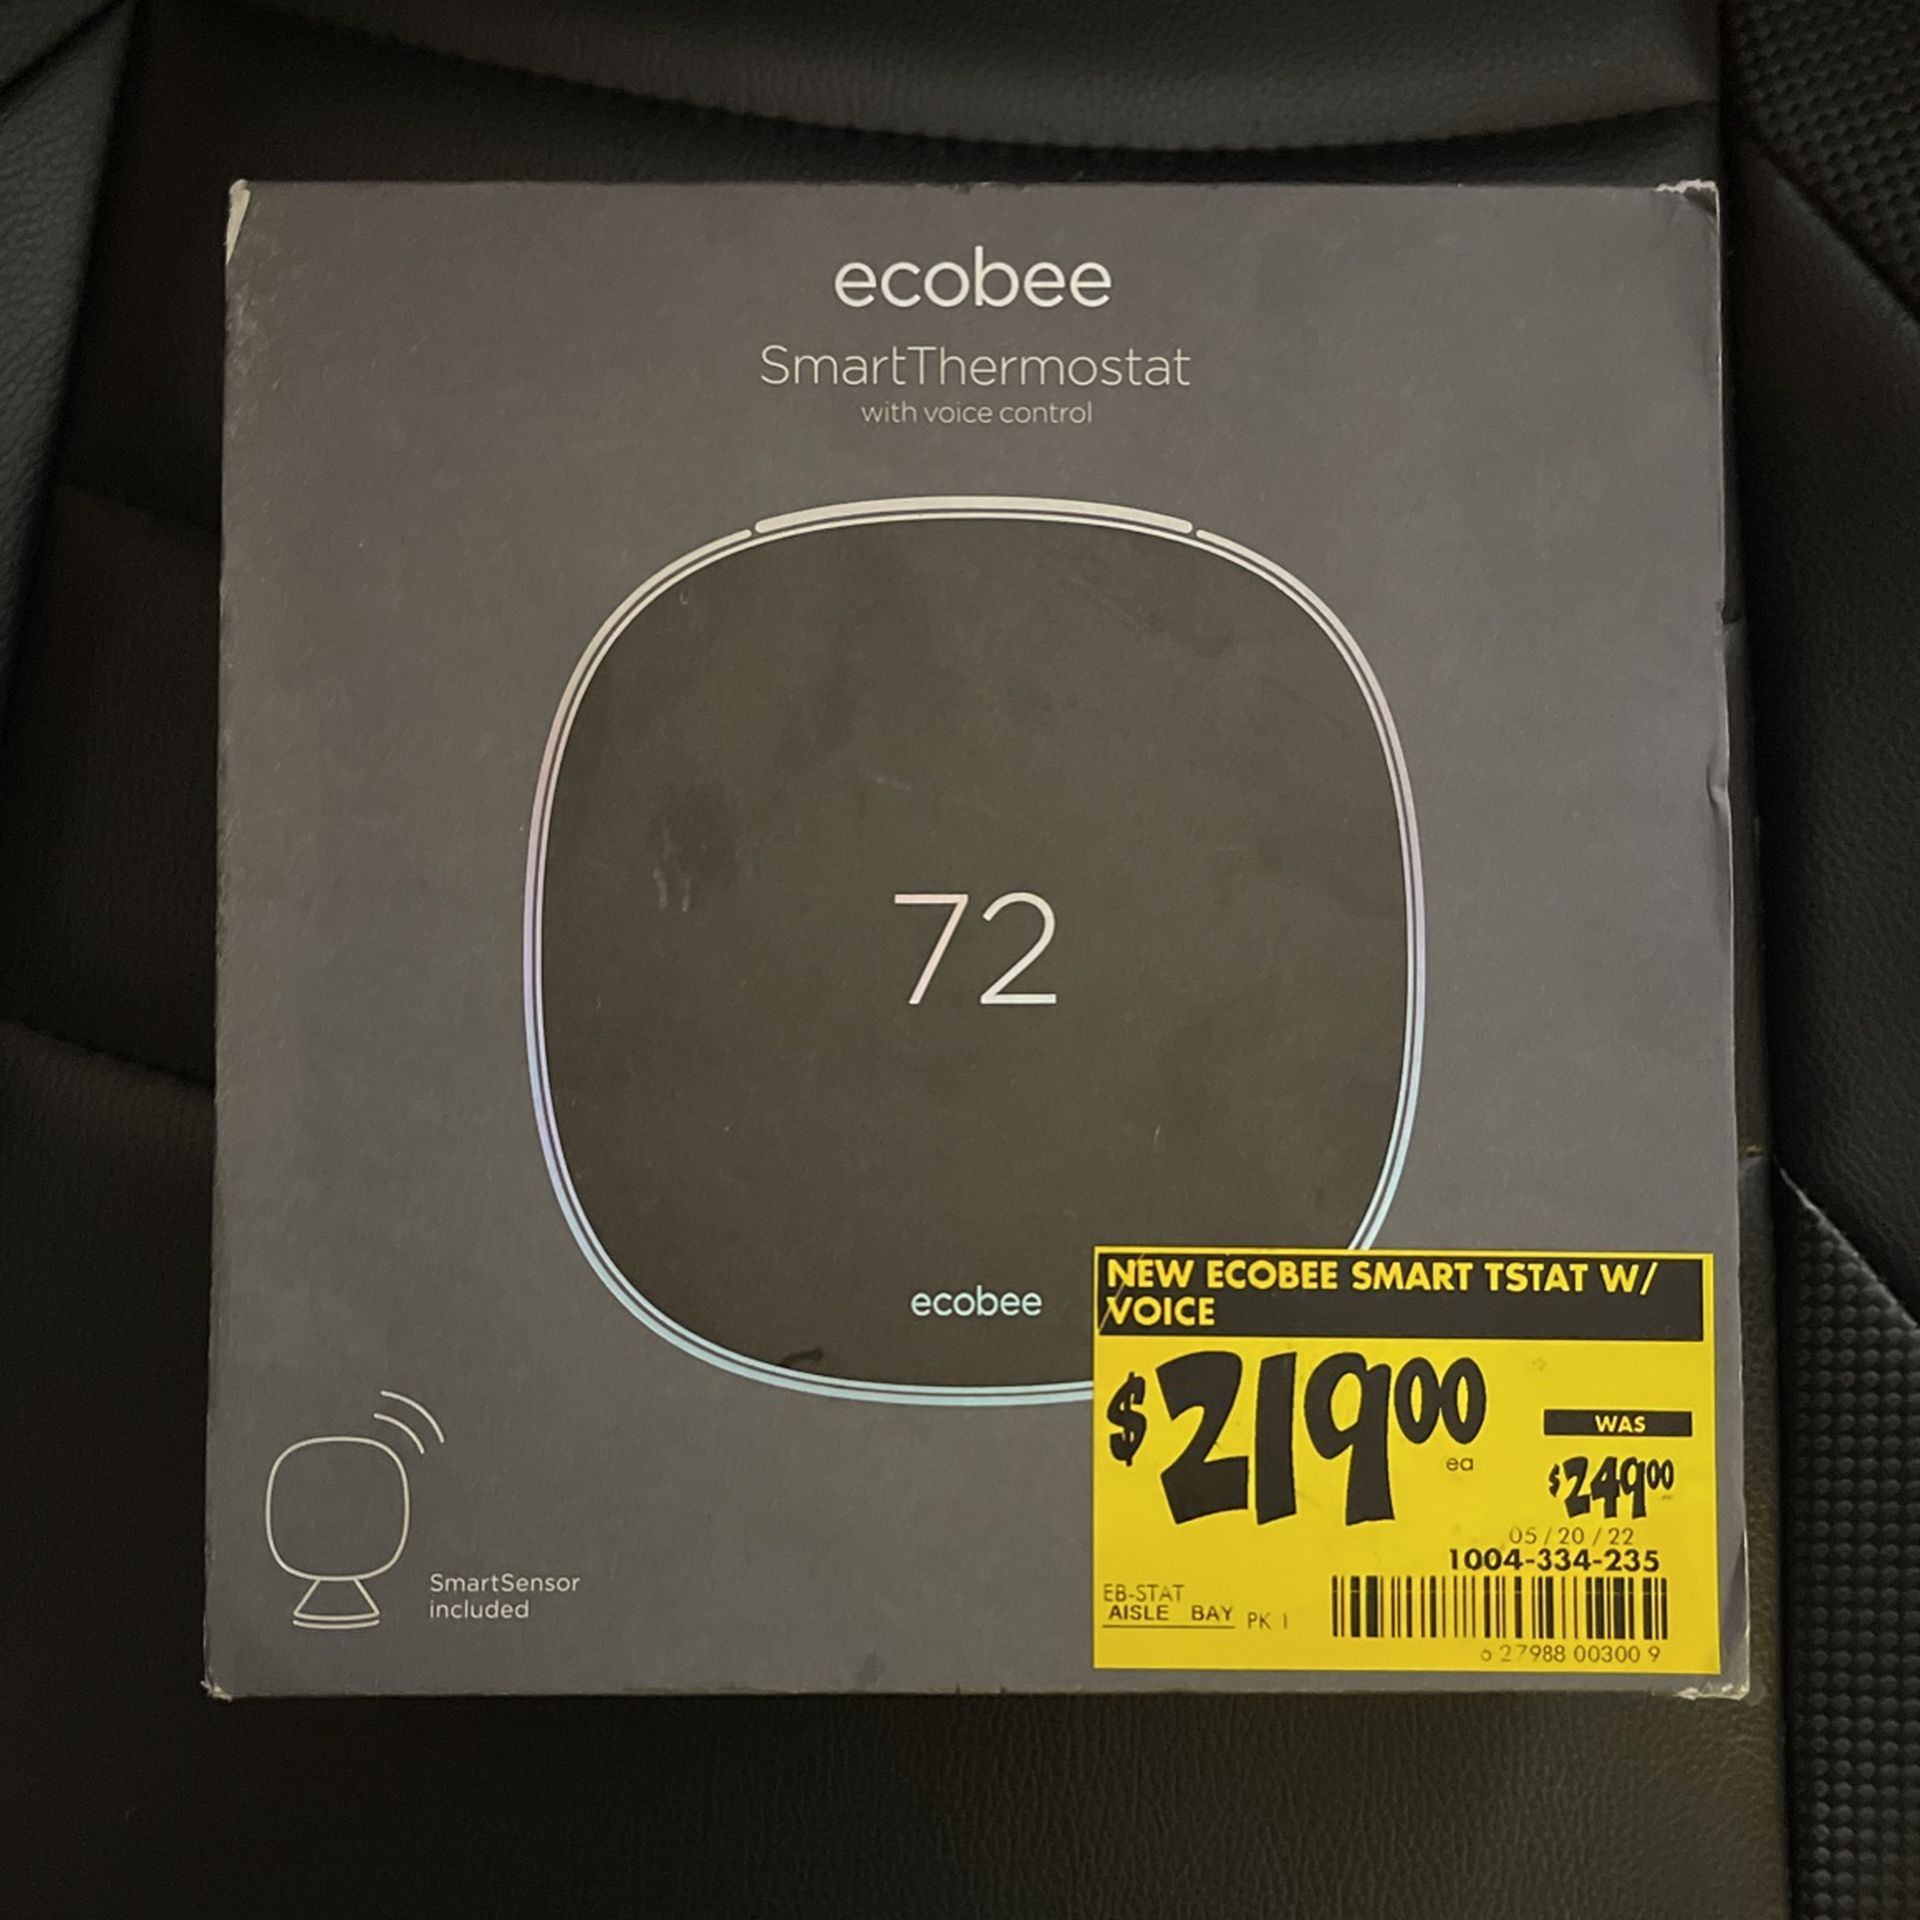 ecobee
SmartThermostat
with voice control
72
ecobee
SmartSensor
included
NEW ECOBEE SMART TSTAT W/
VOICE
$219.00
ea
WAS
$249.00
05/20/22
1004-334-235
EB-STAT
AISLE BAY PK 1
6 27988 00300 9